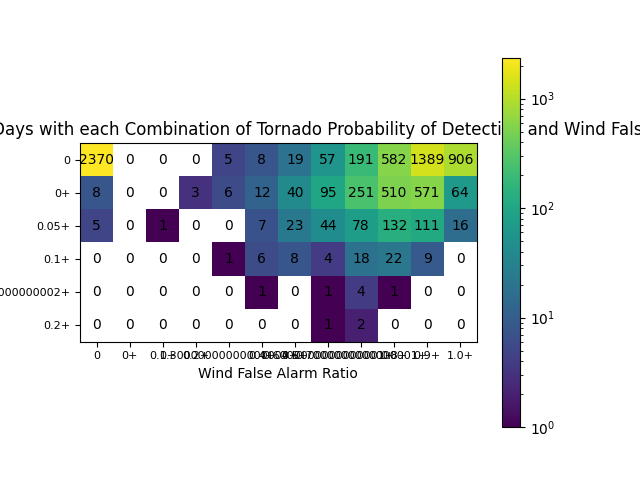 Days with each Combination of Tornado Probability of Detection and Wind Fals
0 2370 0 0 0 5 8 19 57 191 582 1389 906
0+ 8 0 0 3 6 12 40 95 251 510 571 64
0.05+ 5 0 1 0 0 7 23 44 78 132 111 16
0.1+ 0 0 0 0 1 6 8 4 18 22 9 0
000000002+ 0 0 0 0 0 1 0 1 4 1 0 0
0.2+ 0 0 0 0 0 0 0 1 2 0 0 0
0 0+ 0.9+ 1.0+
Wind False Alarm Ratio
10³
10²
10¹
10⁰